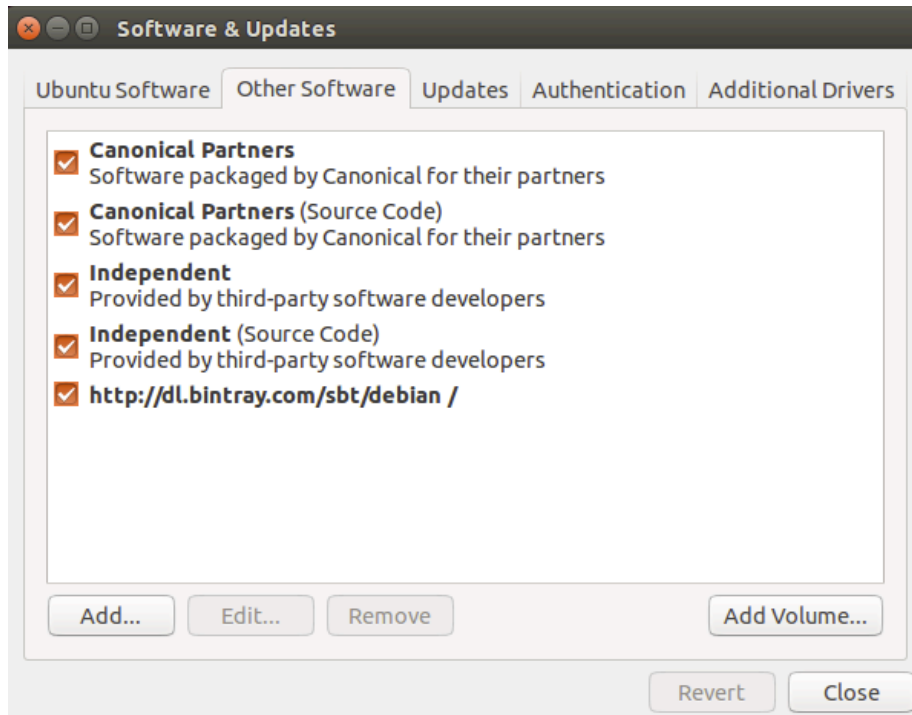 Software & Updates
Ubuntu Software Other Software Updates Authentication Additional Drivers
Canonical Partners
Software packaged by Canonical for their partners
Canonical Partners (Source Code)
Software packaged by Canonical for their partners
Independent
Provided by third-party software developers
Independent (Source Code)
Provided by third-party software developers
http://dl.bintray.com/sbt/debian /
Add... Edit... Remove Add Volume...
Revert Close